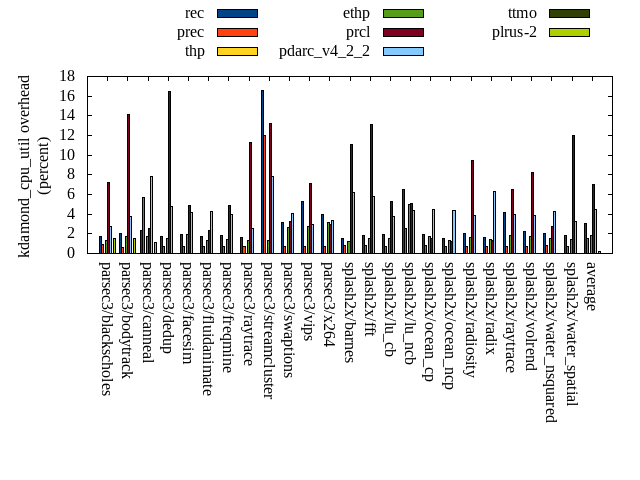 rec ethp ttmo
prec prcl plrus-2
thp pdarc_v4_2_2
kdamond_cpu_util overhead
(percent)
18
16
14
12
10
8
6
4
2
0
parsec3/blackscholes
parsec3/bodytrack
parsec3/canneal
parsec3/dedup
parsec3/facesim
parsec3/fluidanimate
parsec3/freqmine
parsec3/raytrace
parsec3/streamcluster
parsec3/swaptions
parsec3/vips
parsec3/x264
splash2x/barnes
splash2x/fft
splash2x/lu_cb
splash2x/lu_ncb
splash2x/ocean_cp
splash2x/ocean_ncp
splash2x/radiosity
splash2x/radix
splash2x/raytrace
splash2x/volrend
splash2x/water_nsquared
splash2x/water_spatial
average